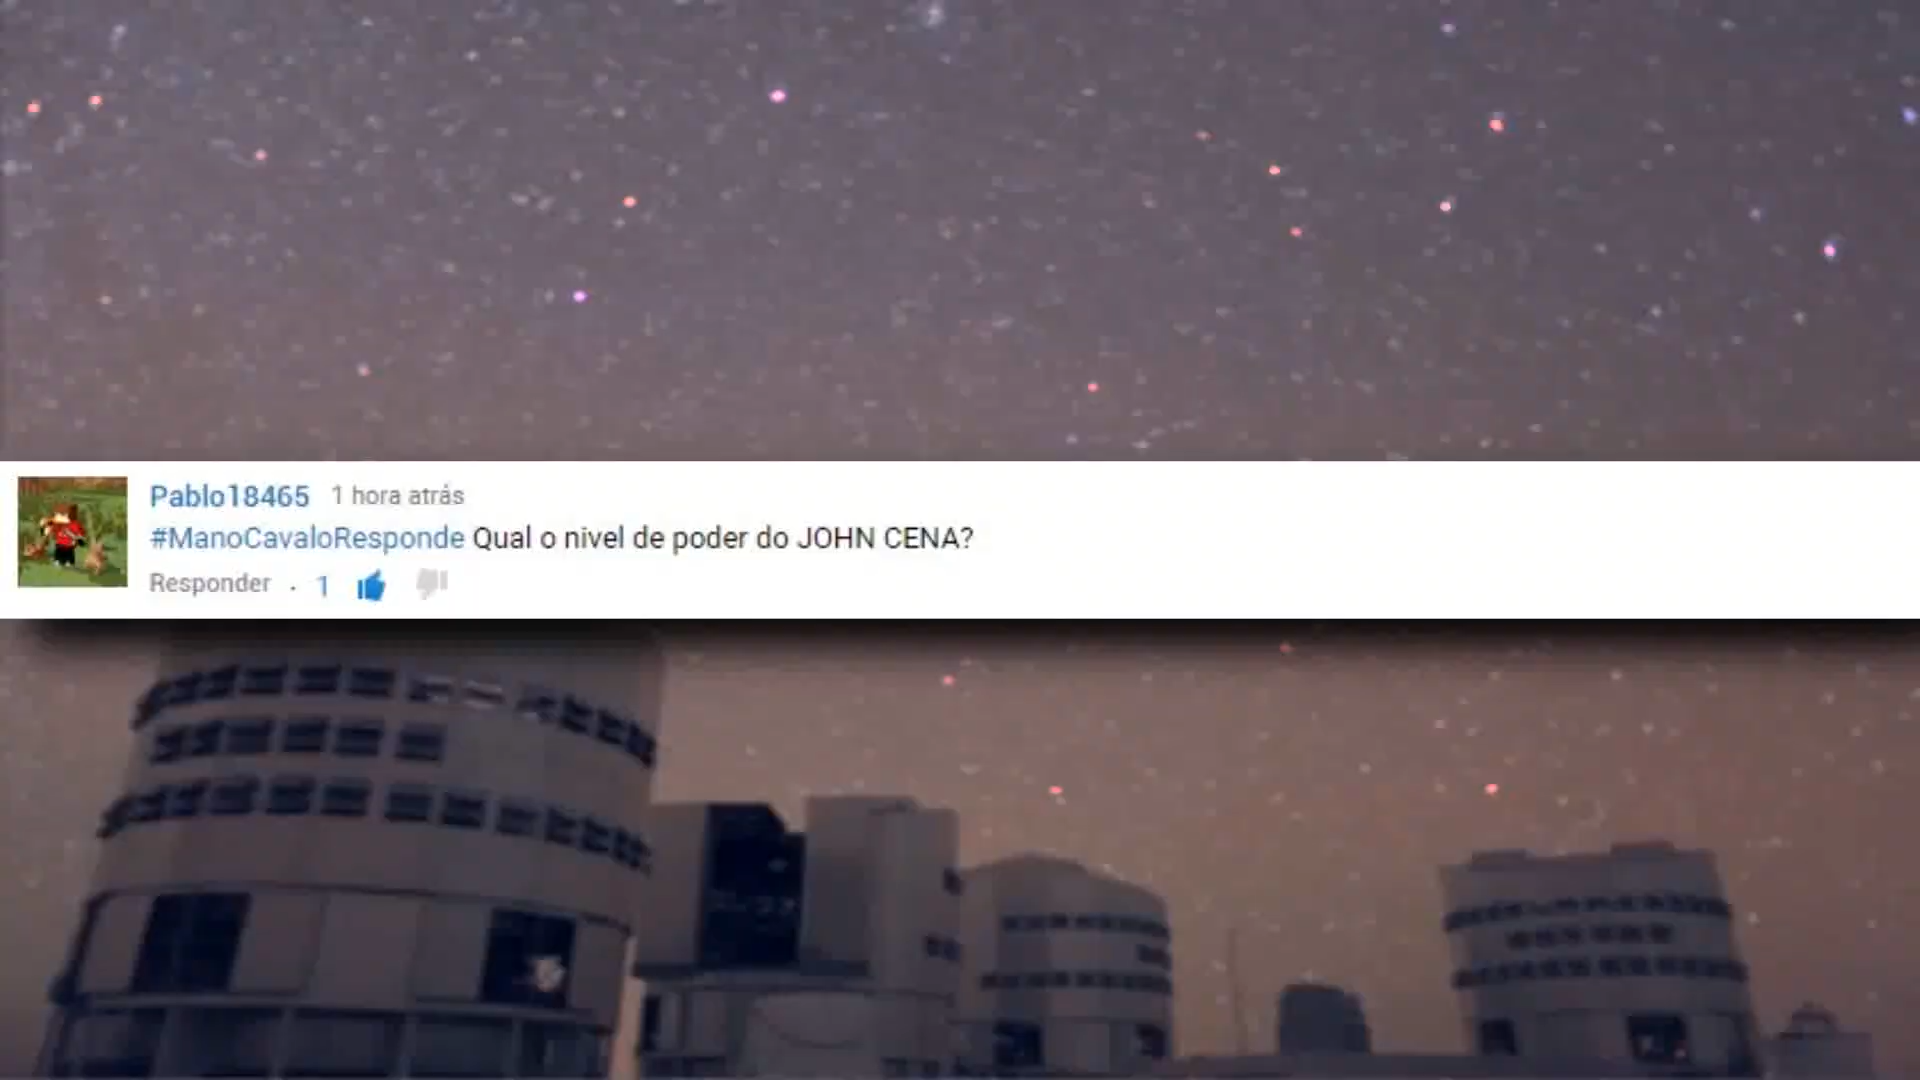 Pablo18465 1 hora atrás
#ManoCavaloResponde Qual o nivel de poder do JOHN CENA?
Responder . 1